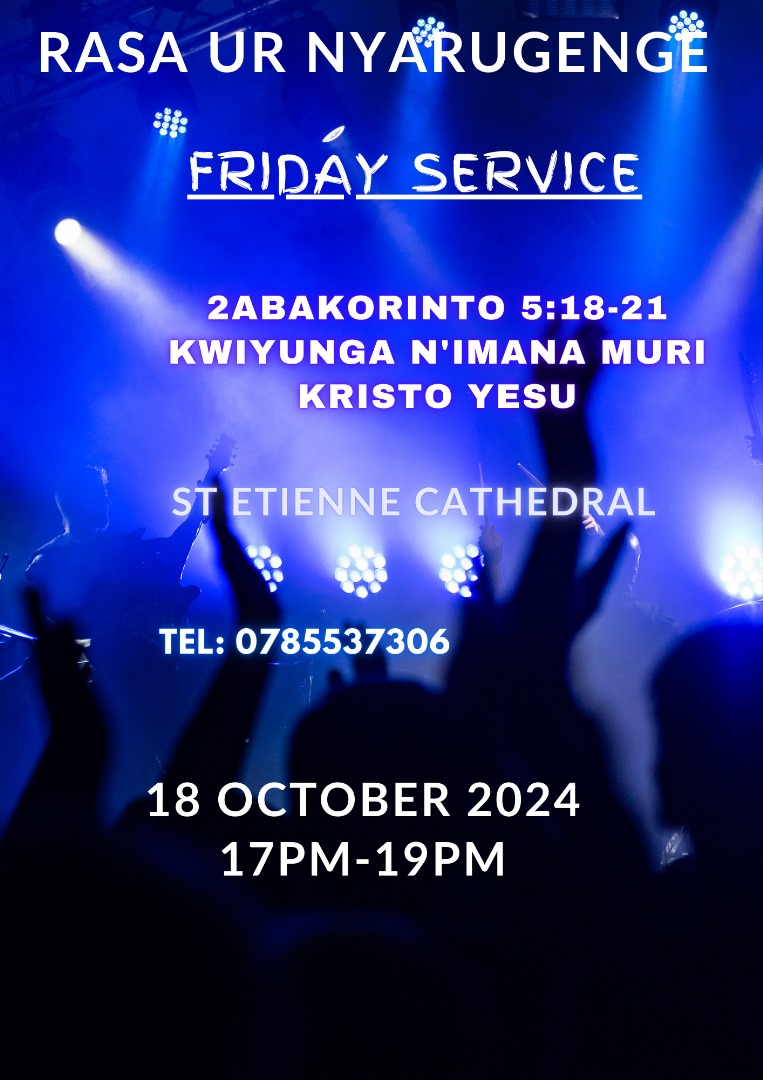 RASA UR NYARUGENGE
FRIDAY SERVICE
2ABAKORINTO 5:18-21
KWIYUNGA N'IMANA MURI
KRISTO YESU
ST ETIENNE CATHEDRAL
TEL: 0785537306
18 OCTOBER 2024
17PM-19PM